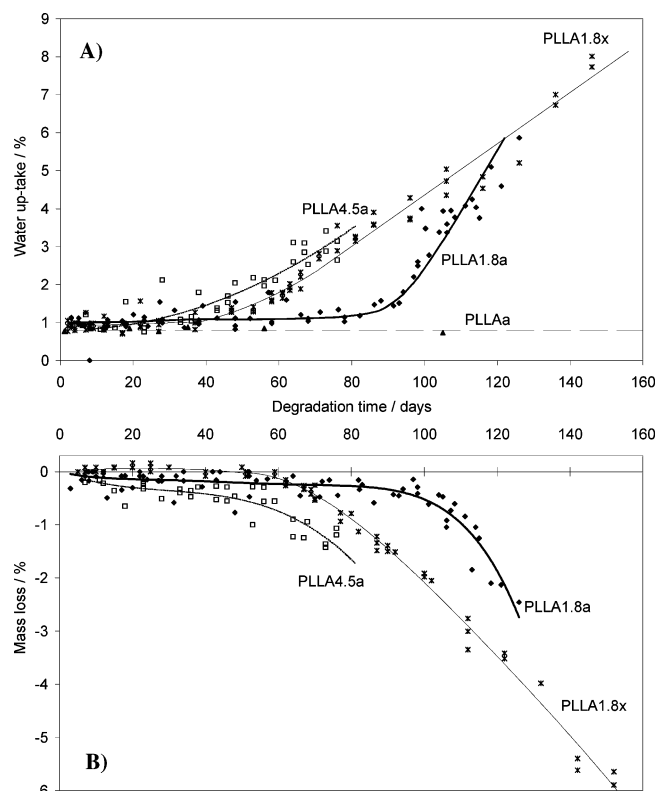 9
8
7
6
5
4
3
2
1
0
Water up-take / %
A)
PLLA1.8x
PLLA4.5a
PLLA1.8a
PLLAa
0 20 40 60 80 100 120 140 160
Degradation time / days
0 20 40 60 80 100 120 140 160
0
-1
-2
-3
-4
-5
-6
Mass loss / %
PLLA4.5a
PLLA1.8a
PLLA1.8x
B)